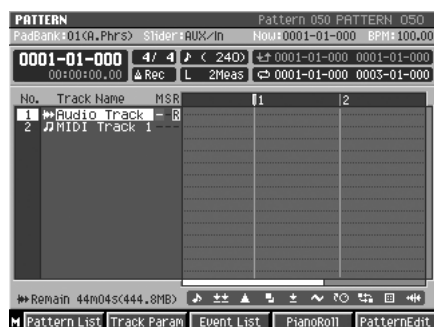 PATTERN Pattern 050 PATTERN 050
PadBank:01(A.Phrs) Slider:AUX/In Now:0001-01-000 BPM:100.00
0001-01-000 4/ 4 ♪ ( 240) 0001-01-000 0001-01-000
00:00:00.00 Rec L 2Meas 0001-01-000 0003-01-000
No. Track Name MSR 1 2
1 Audio Track --R
2 MIDI Track 1 ---
Remain 44m04s(444.8MB)
M Pattern List Track Param Event List PianoRoll PatternEdit